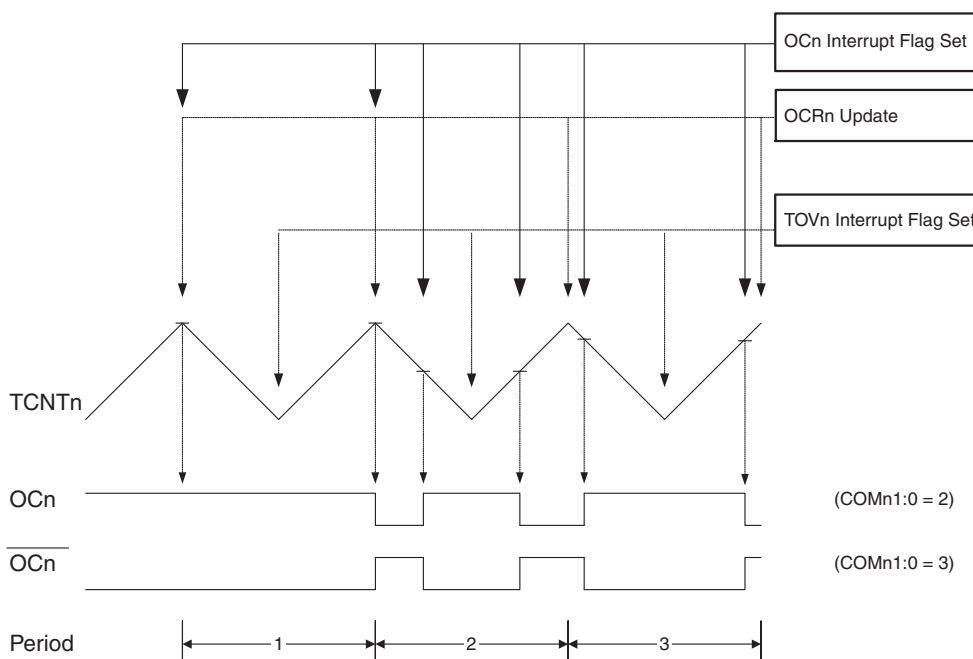 OCn Interrupt Flag Set
OCRn Update
TOVn Interrupt Flag Set
TCNTn
OCn (COMn1:0 = 2)
OCn (COMn1:0 = 3)
Period 1 2 3